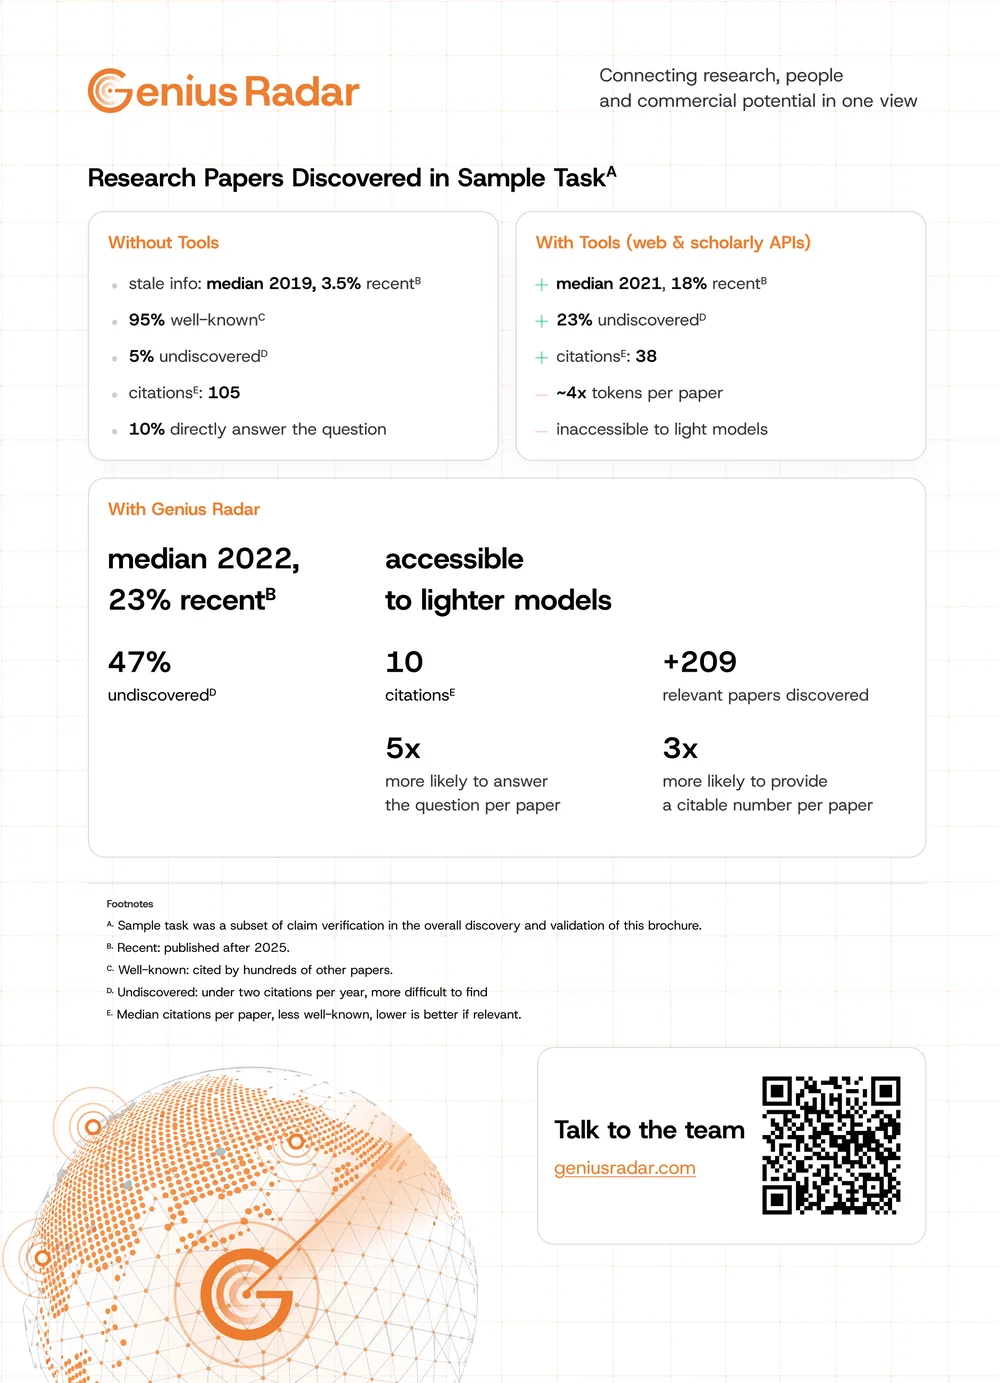 Genius Radar
Connecting research, people
and commercial potential in one view
Research Papers Discovered in Sample Taskᴬ
Without Tools
stale info: median 2019, 3.5% recentᴮ
95% well-knownᶜ
5% undiscoveredᴰ
citationsᴱ: 105
10% directly answer the question
With Tools (web & scholarly APIs)
+ median 2021, 18% recentᴮ
+ 23% undiscoveredᴰ
+ citationsᴱ: 38
— ~4x tokens per paper
— inaccessible to light models
With Genius Radar
median 2022,
23% recentᴮ
accessible
to lighter models
47%
undiscoveredᴰ
10
citationsᴱ
+209
relevant papers discovered
5x
more likely to answer
the question per paper
3x
more likely to provide
a citable number per paper
Footnotes
A. Sample task was a subset of claim verification in the overall discovery and validation of this brochure.
B. Recent: published after 2025.
C. Well-known: cited by hundreds of other papers.
D. Undiscovered: under two citations per year, more difficult to find
E. Median citations per paper, less well-known, lower is better if relevant.
Talk to the team
geniusradar.com